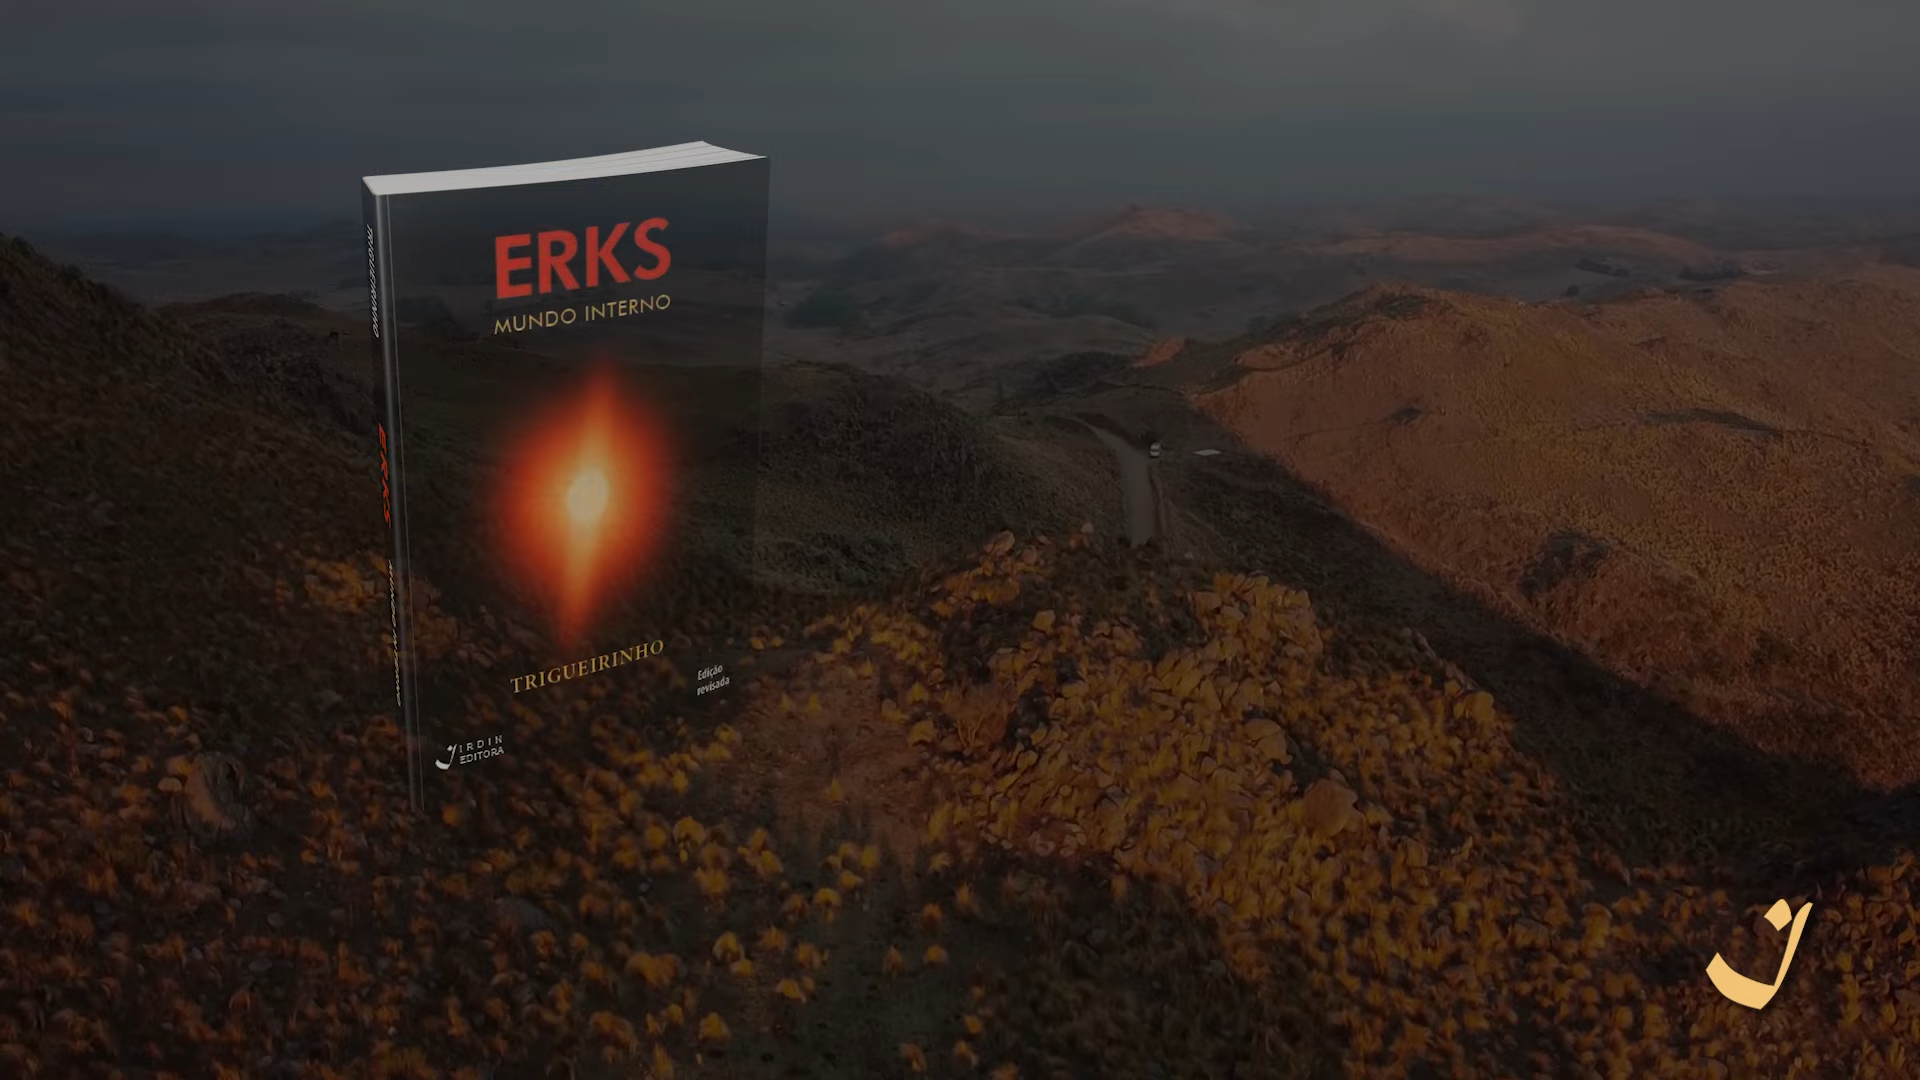 ERKS
MUNDO INTERNO
TRIGUEIRINHO
Edição
revisada
IRDIN
EDITORA
TRIGUEIRINHO
ERKS
MUNDO INTERNO